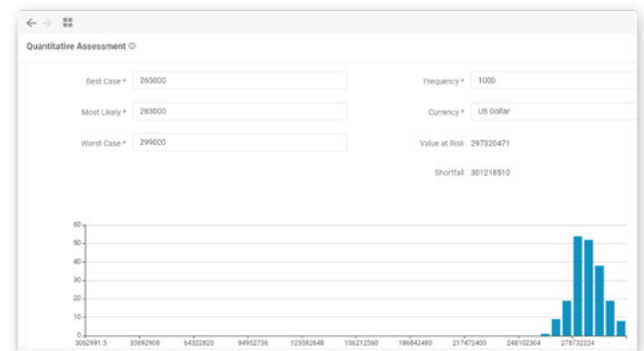 Quantitative Assessment
Best Case * 265000
Frequency * 1000
Most Likely * 283000
Currency * US Dollar
Worst Case * 299000
Value at Risk 297320471
Shortfall 301218510
60
50
40
30
20
10
0
3062991.5 33692908 64322820 94952736 125582648 156212560 186842480 217472400 248102304 278732224